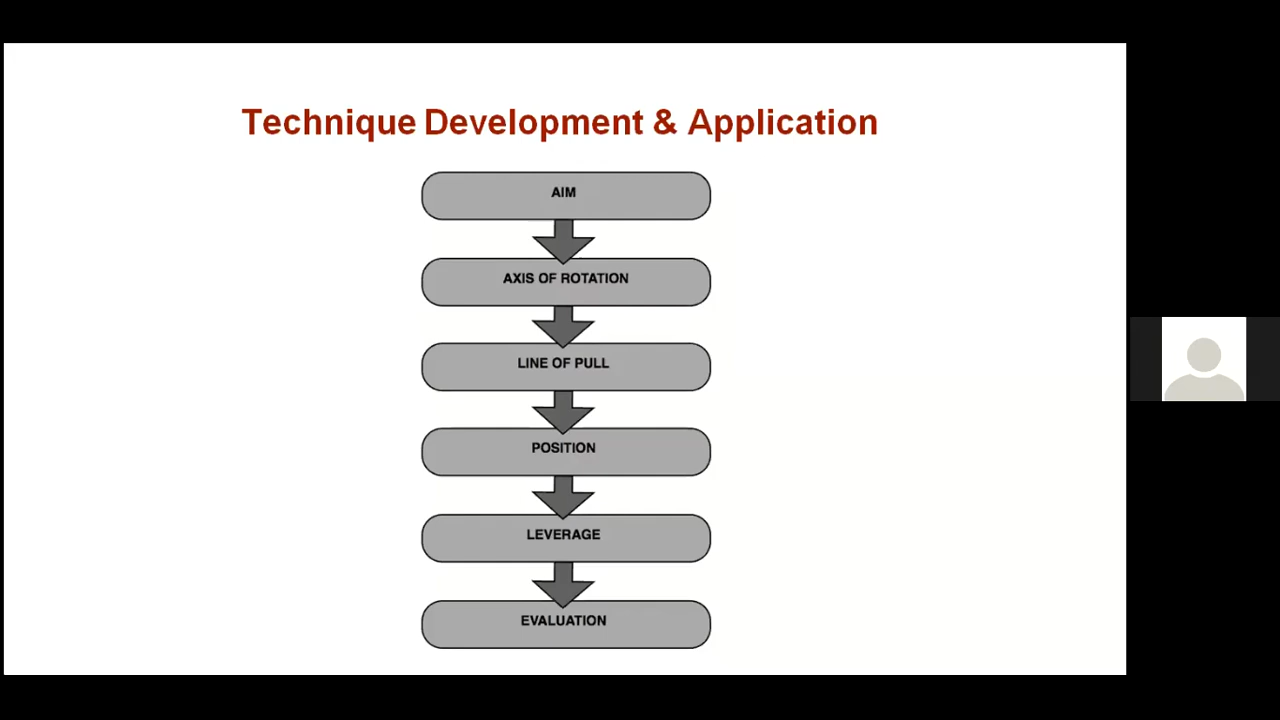 Technique Development & Application
AIM
AXIS OF ROTATION
LINE OF PULL
POSITION
LEVERAGE
EVALUATION